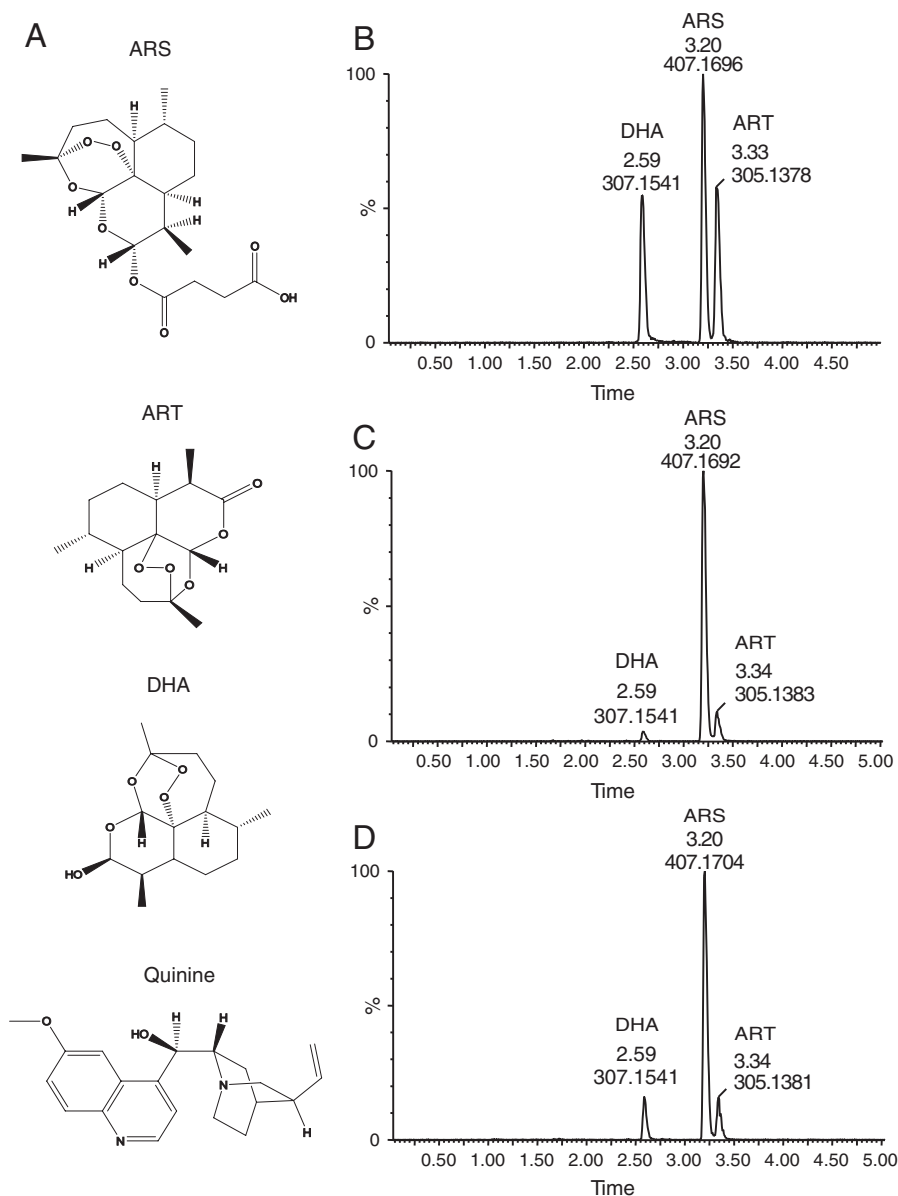 A
ARS
H
O
O
O
H
H
O
H
H
O
O
O
OH
ART
H
O
O
H
O
O
H
O
DHA
O
O
O
O
H
H
HO
Quinine
O
HO
H
H
N
N
H
B
ARS
3.20
407.1696
DHA
2.59
307.1541
ART
3.33
305.1378
100
%
0
0.50 1.00 1.50 2.00 2.50 3.00 3.50 4.00 4.50
Time
C
ARS
3.20
407.1692
DHA
2.59
307.1541
ART
3.34
305.1383
100
%
0
0.50 1.00 1.50 2.00 2.50 3.00 3.50 4.00 4.50 5.00
Time
D
ARS
3.20
407.1704
DHA
2.59
307.1541
ART
3.34
305.1381
100
%
0
0.50 1.00 1.50 2.00 2.50 3.00 3.50 4.00 4.50 5.00
Time